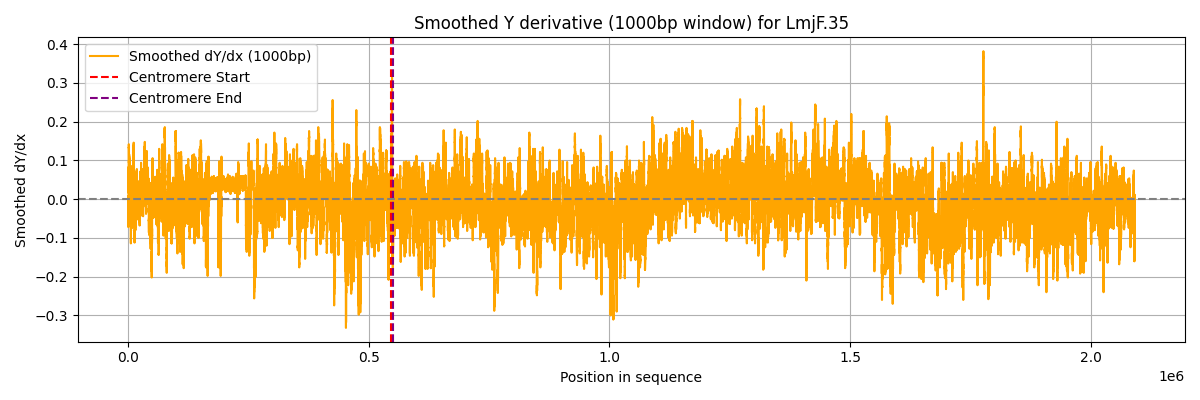 Smoothed Y derivative (1000bp window) for LmjF.35
Smoothed dY/dx
0.4
0.3
0.2
0.1
0.0
−0.1
−0.2
−0.3
Smoothed dY/dx (1000bp)
Centromere Start
Centromere End
0.0 0.5 1.0 1.5 2.0
1e6
Position in sequence